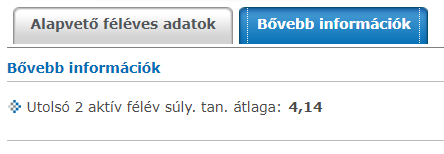 Alapvető féléves adatok
Bővebb információk
Bővebb információk
Utolsó 2 aktív félév súly. tan. átlaga: 4,14